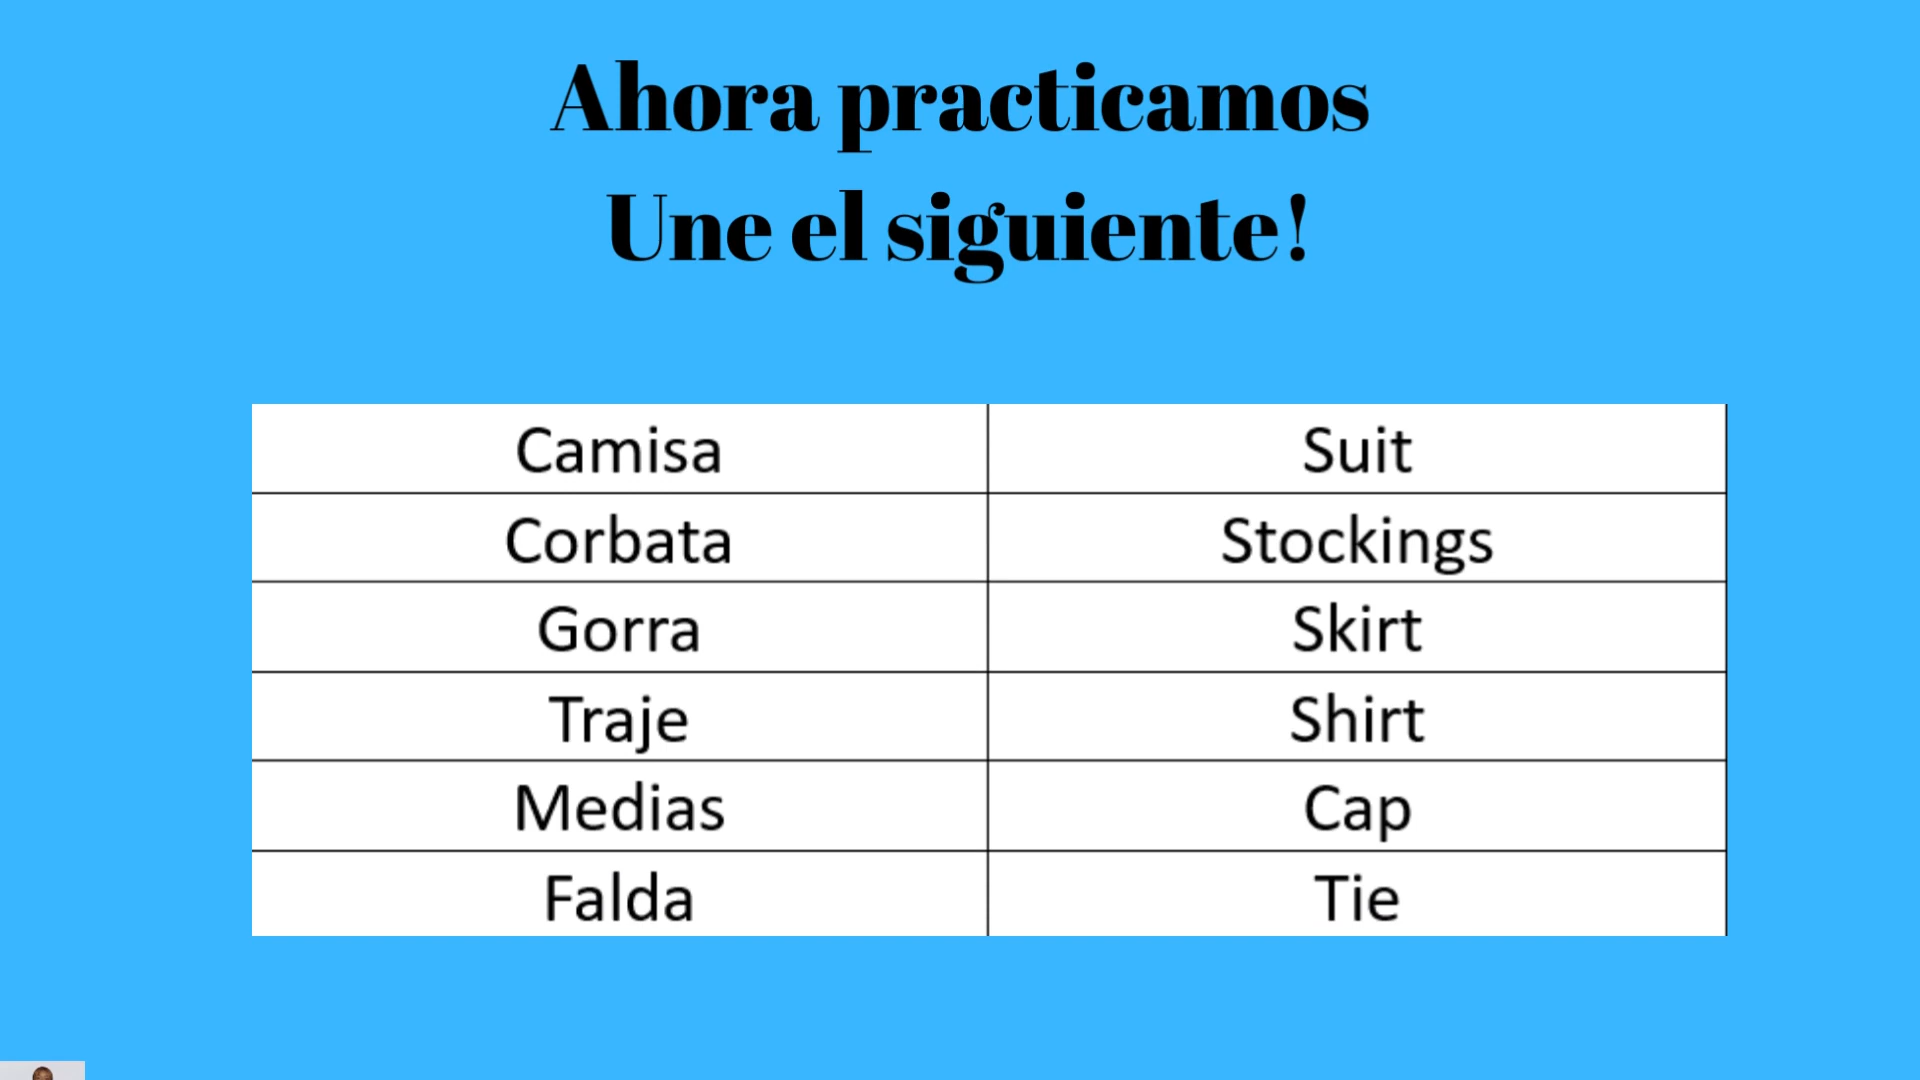 Ahora practicamos
Une el siguiente!
Camisa Suit
Corbata Stockings
Gorra Skirt
Traje Shirt
Medias Cap
Falda Tie